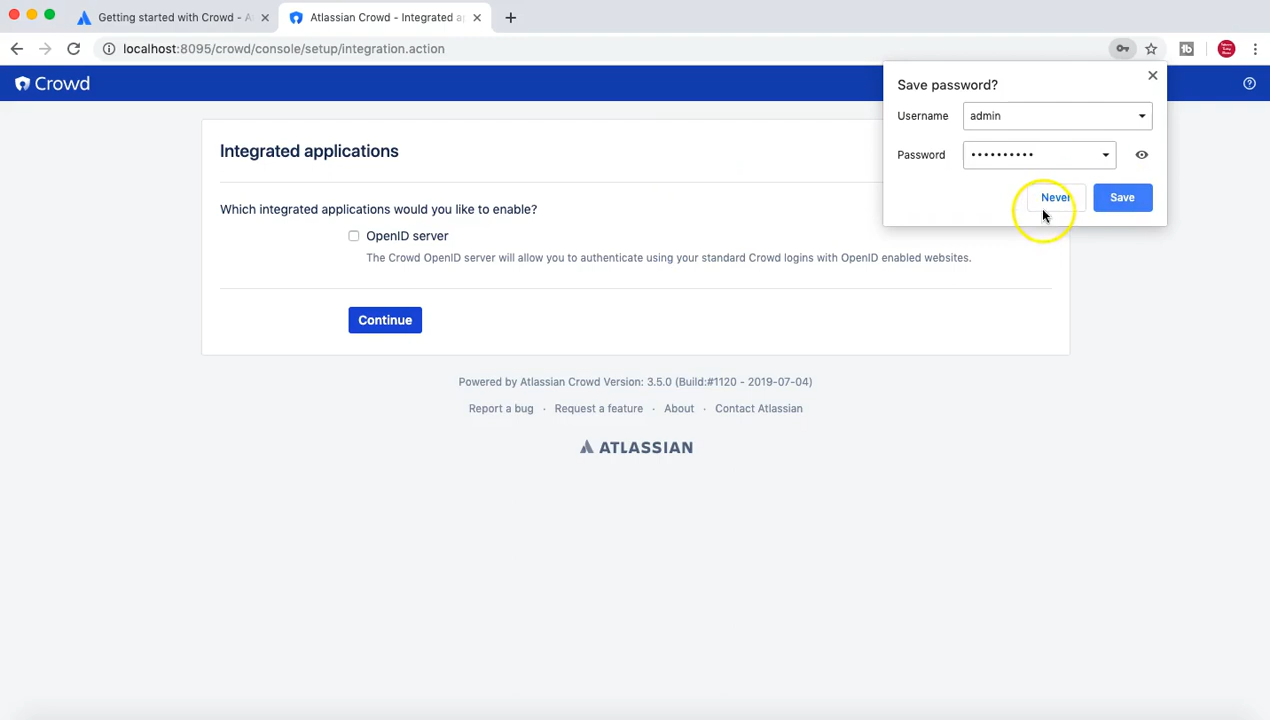 Getting started with Crowd - A
Atlassian Crowd - Integrated ap
localhost:8095/crowd/console/setup/integration.action
Crowd
Save password?
Username
admin
Password
••••••••••
Never
Save
Integrated applications
Which integrated applications would you like to enable?
OpenID server
The Crowd OpenID server will allow you to authenticate using your standard Crowd logins with OpenID enabled websites.
Continue
Powered by Atlassian Crowd Version: 3.5.0 (Build:#1120 - 2019-07-04)
Report a bug · Request a feature · About · Contact Atlassian
ATLASSIAN